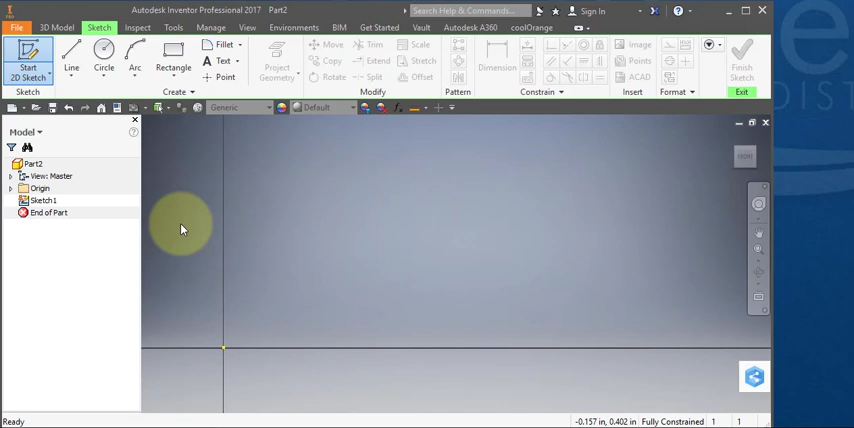 Autodesk Inventor Professional 2017 Part2
Search Help & Commands...
Sign In
PRO
File 3D Model Sketch Inspect Tools Manage View Environments BIM Get Started Vault Autodesk A360 coolOrange
Start
2D Sketch
Line
Circle
Arc
Rectangle
Fillet
Text
Point
Project
Geometry
Move
Copy
Rotate
Trim
Extend
Split
Scale
Stretch
Offset
Dimension
Image
Points
ACAD
Finish
Sketch
Sketch Create Modify Pattern Constrain Insert Format Exit
Generic
Default
Model
Part2
View: Master
Origin
Sketch1
End of Part
FRONT
Ready
-0.157 in, 0.402 in Fully Constrained 1 1
e
DIST